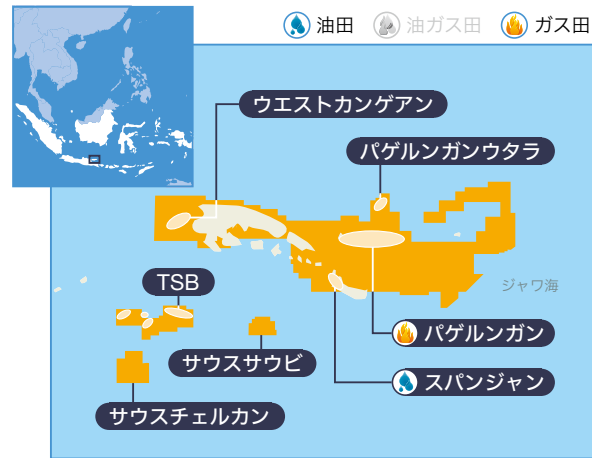 油田 油ガス田 ガス田
ウエストカンゲアン
パゲルンガンウタラ
TSB
ジャワ海
パゲルンガン
サウスサウビ
スパンジャン
サウスチェルカン